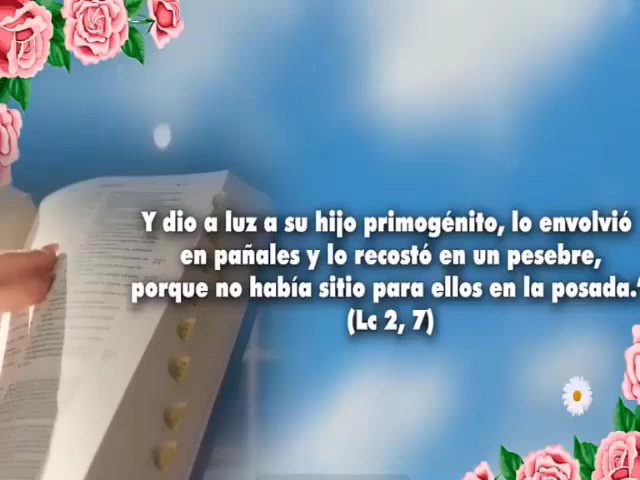 Y dio a luz a su hijo primogénito, lo envolvió
en pañales y lo recostó en un pesebre,
porque no había sitio para ellos en la posada.“
(Lc 2, 7)